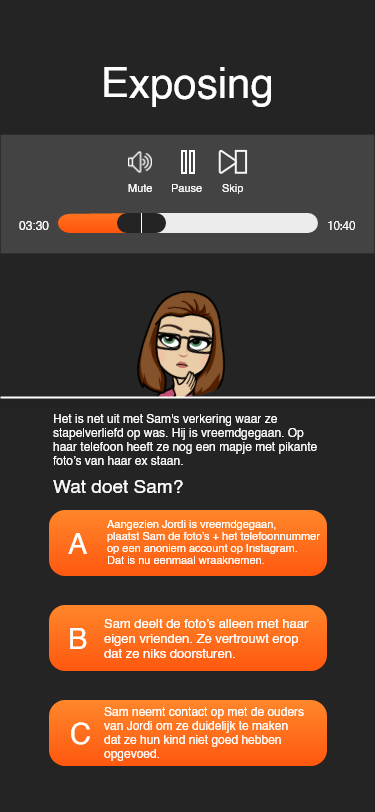 Exposing
Mute Pause Skip
03:30 10:40
Het is net uit met Sam's verkering waar ze
stapelverliefd op was. Hij is vreemdgegaan. Op
haar telefoon heeft ze nog een mapje met pikante
foto's van haar ex staan.
Wat doet Sam?
A
Aangezien Jordi is vreemdgegaan,
plaatst Sam de foto's + het telefoonnummer
op een anoniem account op Instagram.
Dat is nu eenmaal wraaknemen.
B
Sam deelt de foto's alleen met haar
eigen vrienden. Ze vertrouwt erop
dat ze niks doorsturen.
C
Sam neemt contact op met de ouders
van Jordi om ze duidelijk te maken
dat ze hun kind niet goed hebben
opgevoed.